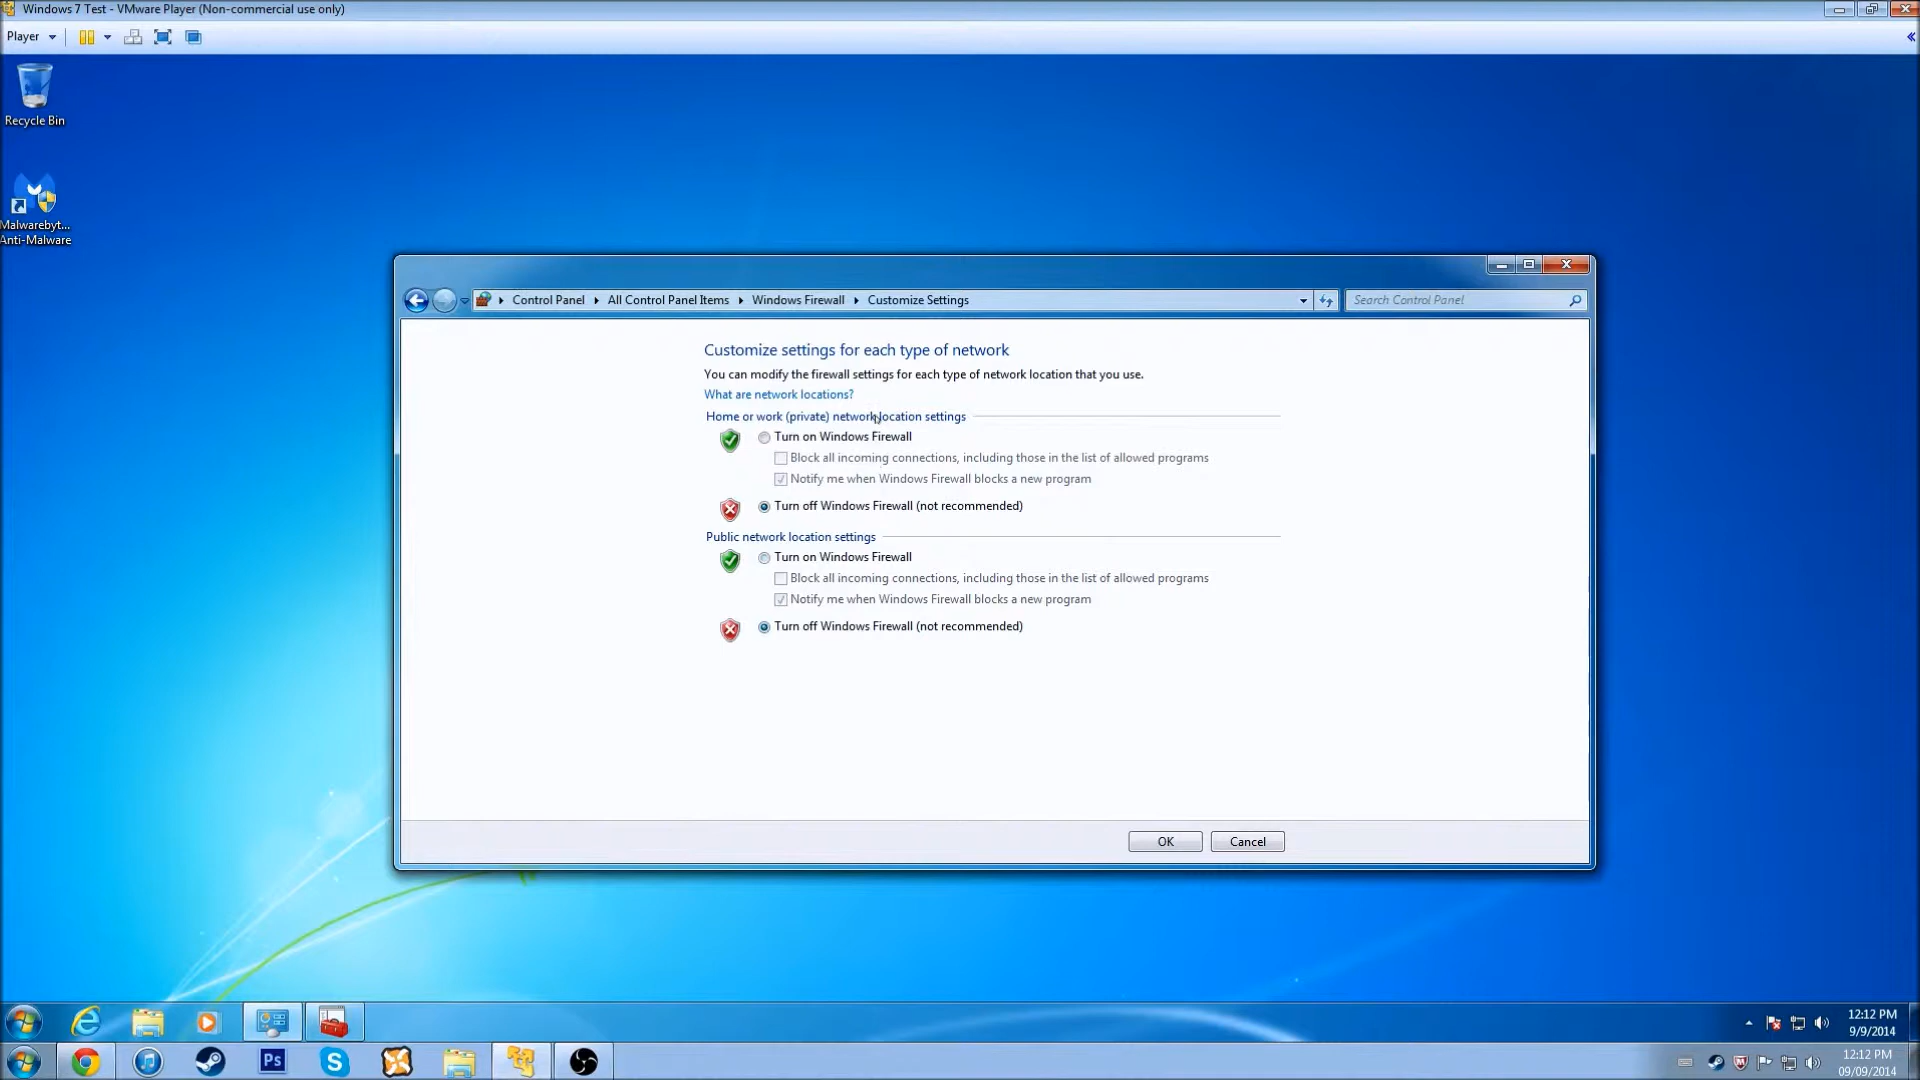 Windows 7 Test - VMware Player (Non-commercial use only)
Player
Recycle Bin
Malwarebyt...
Anti-Malware
Control Panel
All Control Panel Items
Windows Firewall
Customize Settings
Search Control Panel
Customize settings for each type of network
You can modify the firewall settings for each type of network location that you use.
What are network locations?
Home or work (private) network location settings
Turn on Windows Firewall
Block all incoming connections, including those in the list of allowed programs
Notify me when Windows Firewall blocks a new program
Turn off Windows Firewall (not recommended)
Public network location settings
Turn on Windows Firewall
Block all incoming connections, including those in the list of allowed programs
Notify me when Windows Firewall blocks a new program
Turn off Windows Firewall (not recommended)
OK
Cancel
12:12 PM
9/9/2014
Ps
12:12 PM
09/09/2014